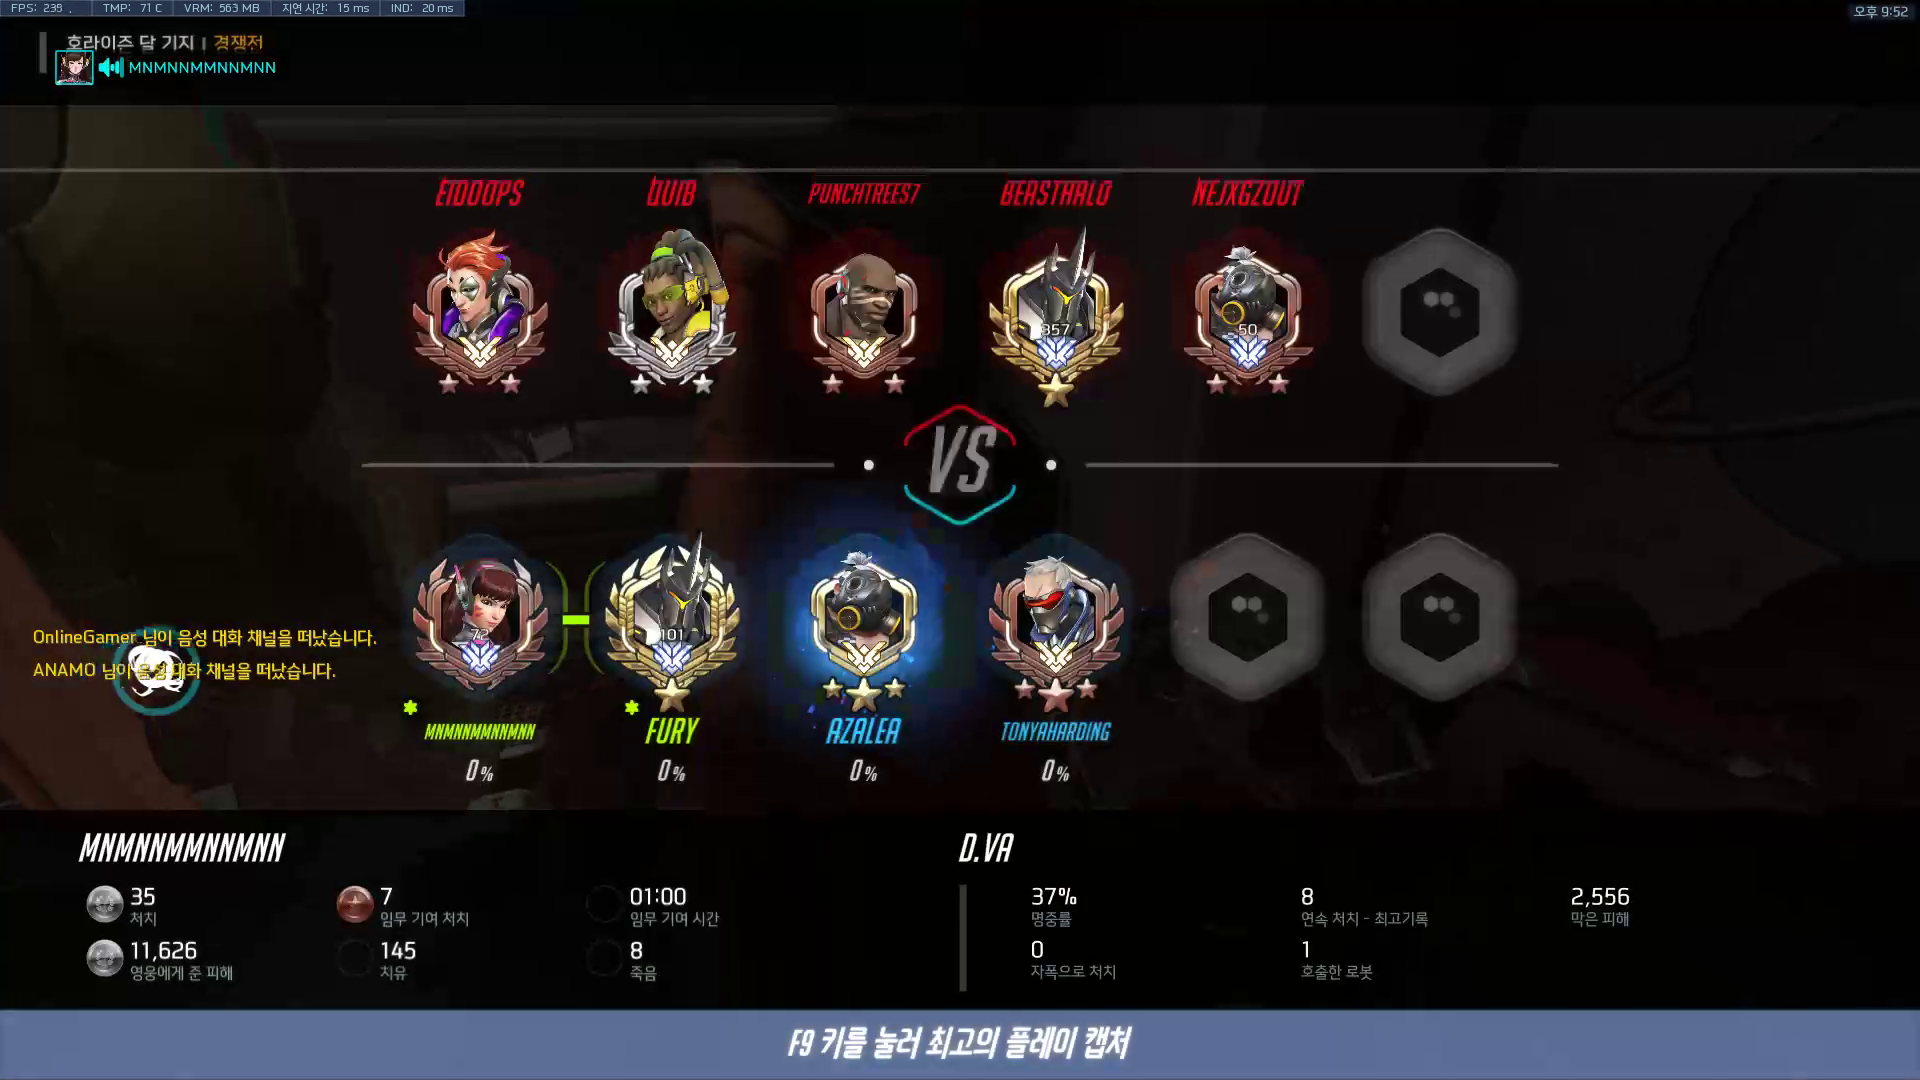 FPS: 235 . TMP: 71 C VRM: 563 MB 지연 시간: 15 ms IND: 20 ms
오후 9:52
호라이즌 달 기지 | 경쟁전
MNMNNMMNNMNN
EIDOOPS QUIB PUNCHTREES7 BEASTHALO NEJXGZOUT
357 50
VS
72 101
OnlineGamer 님이 음성 대화 채널을 떠났습니다.
ANAMO 님이 음성 대화 채널을 떠났습니다.
MNMNNMMNNMNN FURY AZALEA TONYAHARDING
0% 0% 0% 0%
MNMNNMMNNMNN
D.VA
35 7 01:00 37% 8 2,556
처치 임무 기여 처치 임무 기여 시간 명중률 연속 처치 - 최고기록 막은 피해
11,626 145 8 0 1
영웅에게 준 피해 치유 죽음 자폭으로 처치 호출한 로봇
F9 키를 눌러 최고의 플레이 캡처